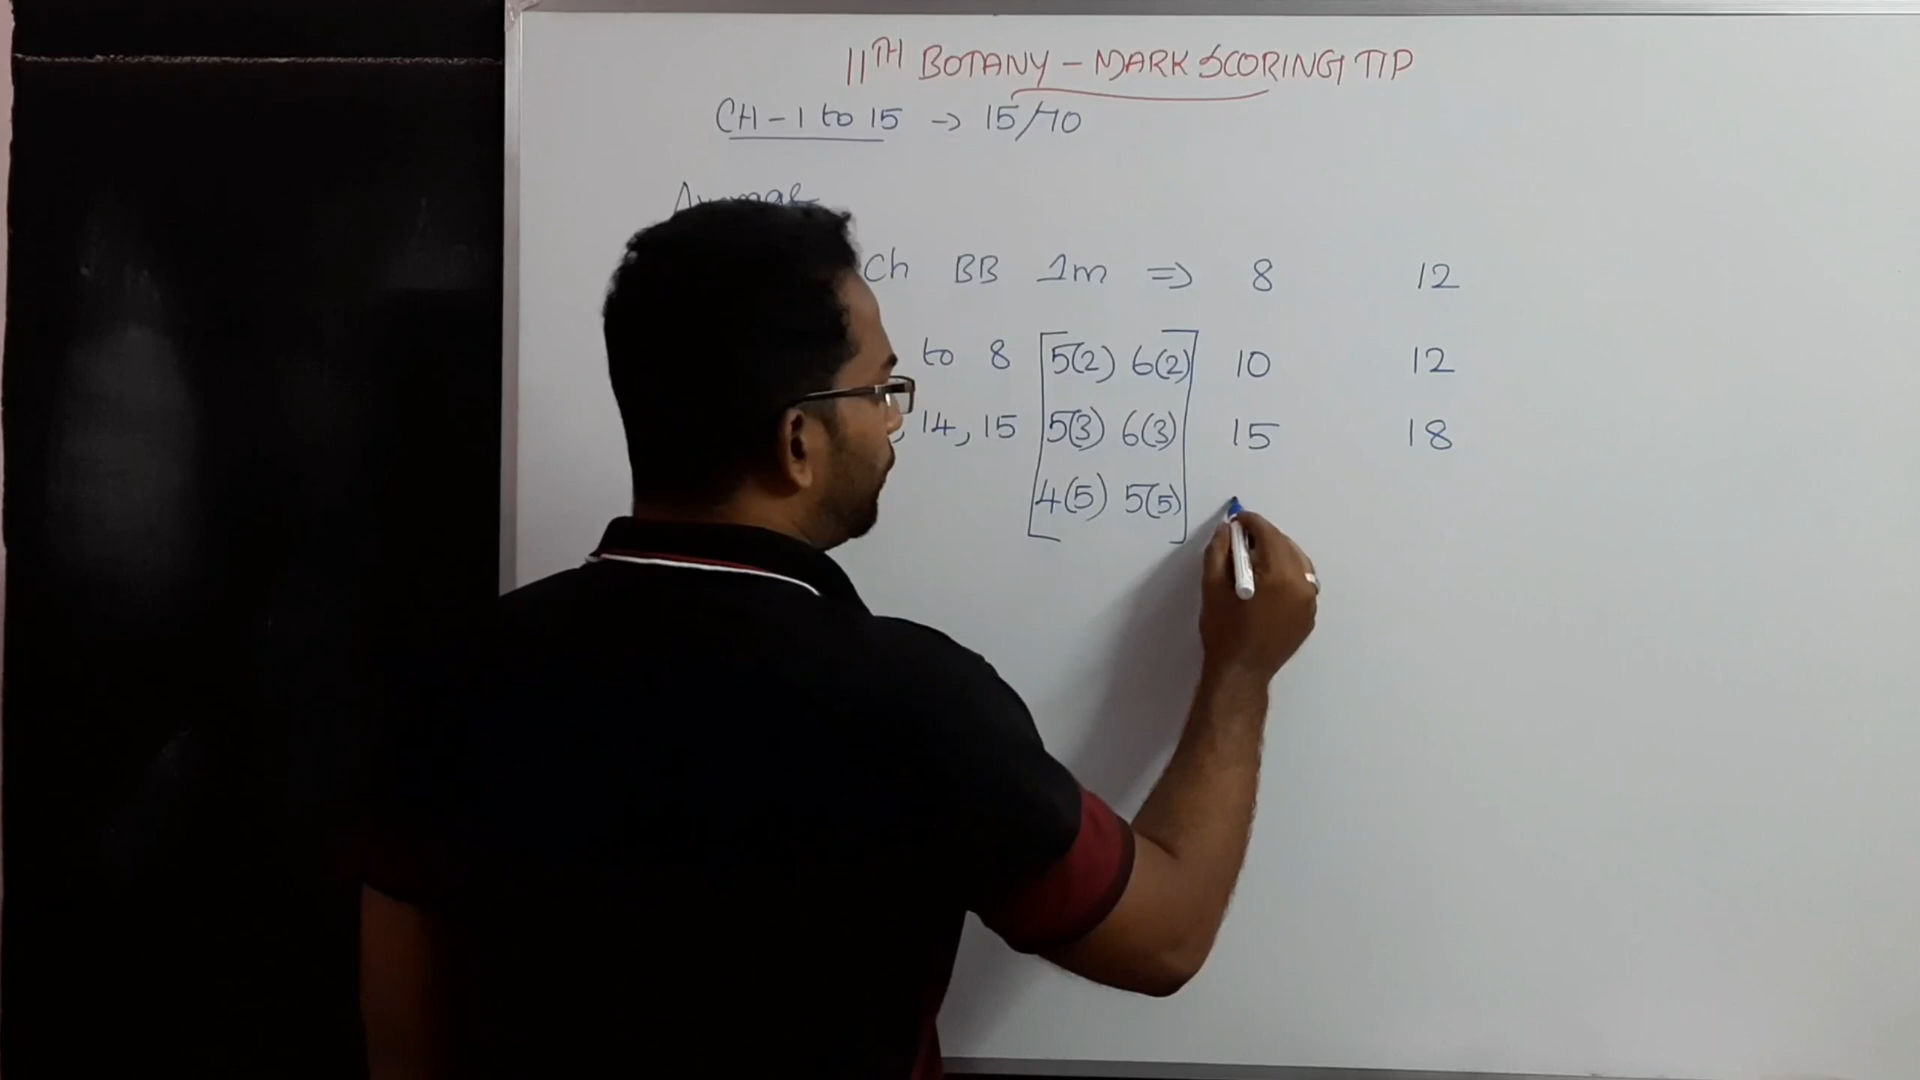 11TH BOTANY - MARK SCORING TIP
CH - 1 to 15 -> 15/70
Ch BB 1m => 8 12
to 8 5(2) 6(2) 10 12
, 14, 15 5(3) 6(3) 15 18
4(5) 5(5)